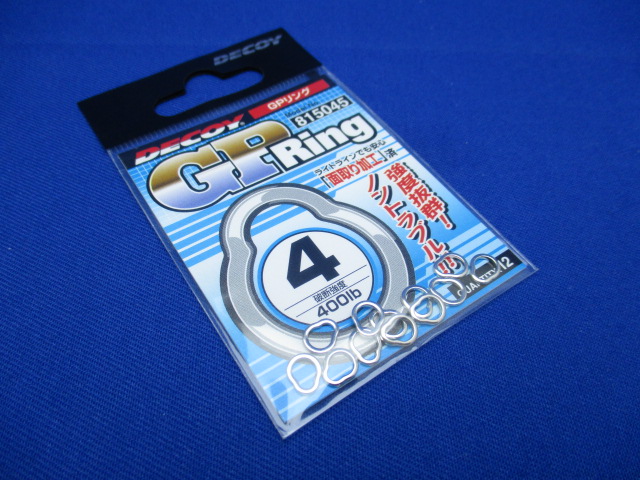 DECOY
GPリング
815045
DECOY
GP Ring
ライトラインでも安心
「面取り加工」済
強度抜群!
ノントラブル!!!
4
破断強度
400lb
12